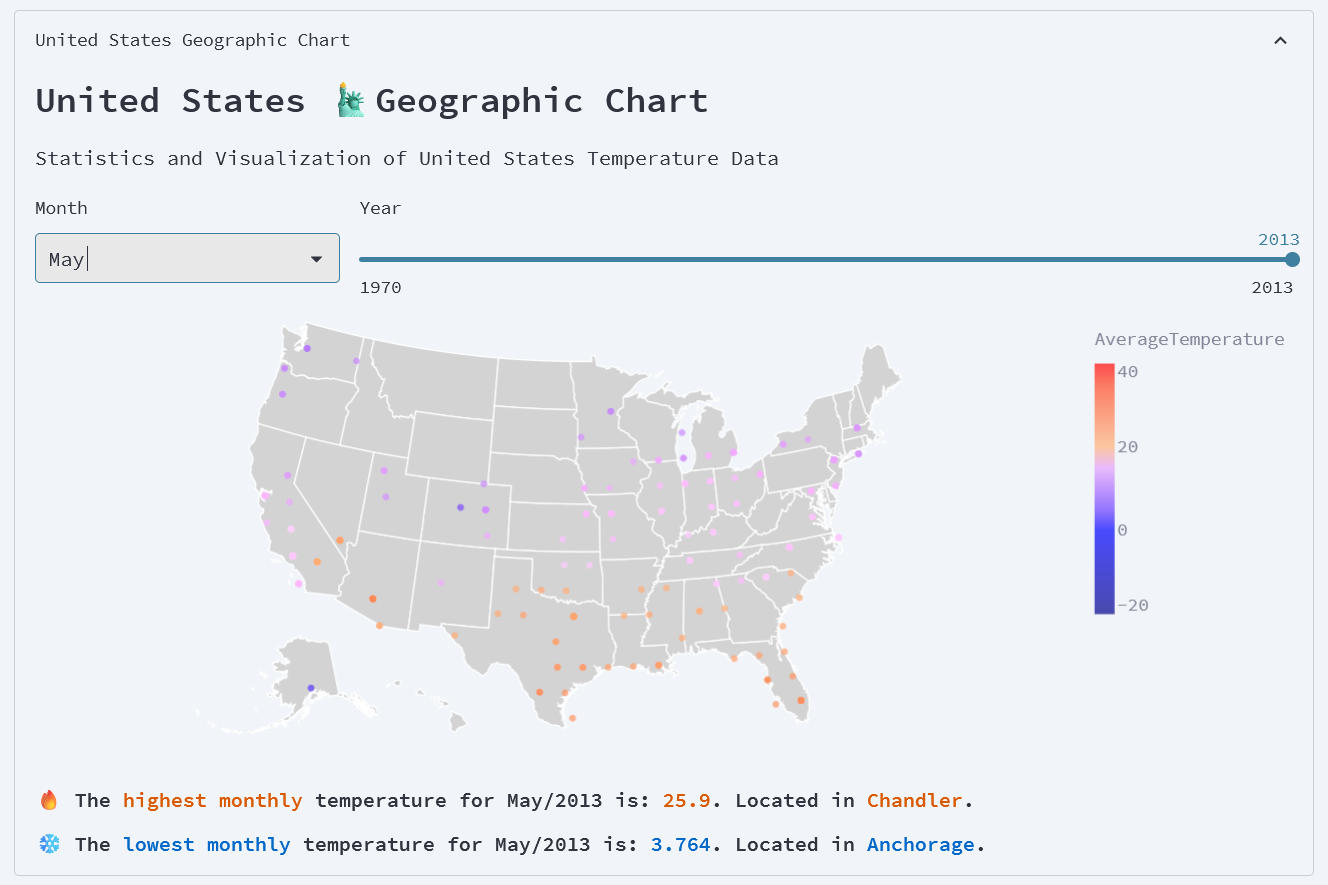 United States Geographic Chart
United States 🗽Geographic Chart
Statistics and Visualization of United States Temperature Data
Month
Year
May
2013
1970
2013
AverageTemperature
40
20
0
−20
🔥 The highest monthly temperature for May/2013 is: 25.9. Located in Chandler.
❄️ The lowest monthly temperature for May/2013 is: 3.764. Located in Anchorage.